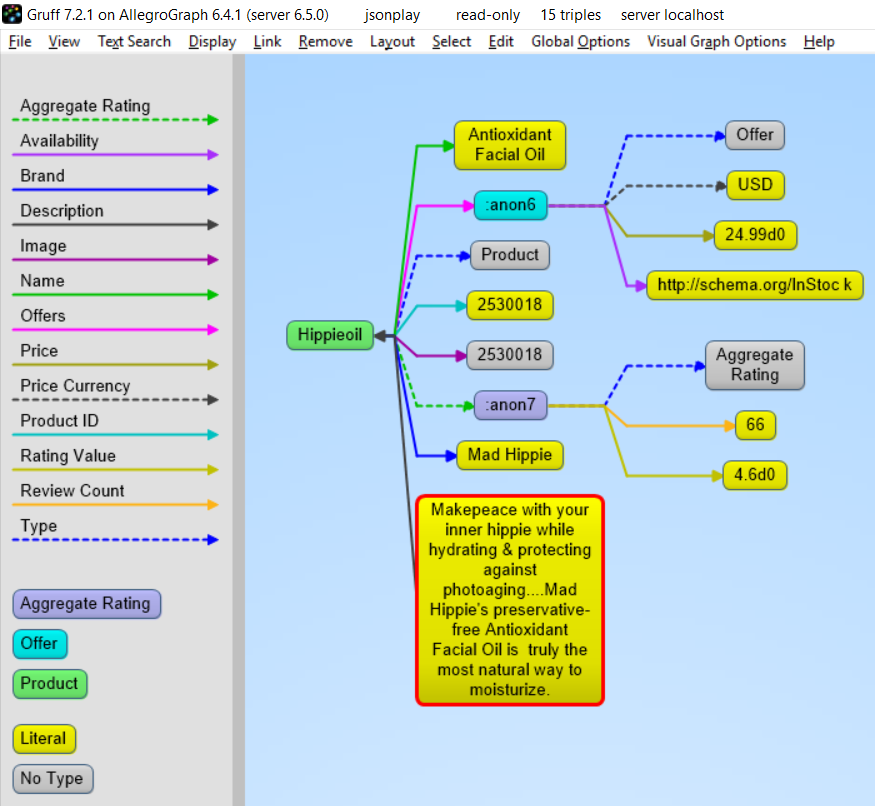 Gruff 7.2.1 on AllegroGraph 6.4.1 (server 6.5.0) jsonplay read-only 15 triples server localhost
File View Text Search Display Link Remove Layout Select Edit Global Options Visual Graph Options Help
Aggregate Rating
Availability
Brand
Description
Image
Name
Offers
Price
Price Currency
Product ID
Rating Value
Review Count
Type
Aggregate Rating
Offer
Product
Literal
No Type
Hippieoil
Antioxidant
Facial Oil
:anon6
Product
2530018
2530018
:anon7
Mad Hippie
Makepeace with your
inner hippie while
hydrating & protecting
against
photoaging....Mad
Hippie's preservative-
free Antioxidant
Facial Oil is truly the
most natural way to
moisturize.
Offer
USD
24.99d0
http://schema.org/InStoc k
Aggregate
Rating
66
4.6d0